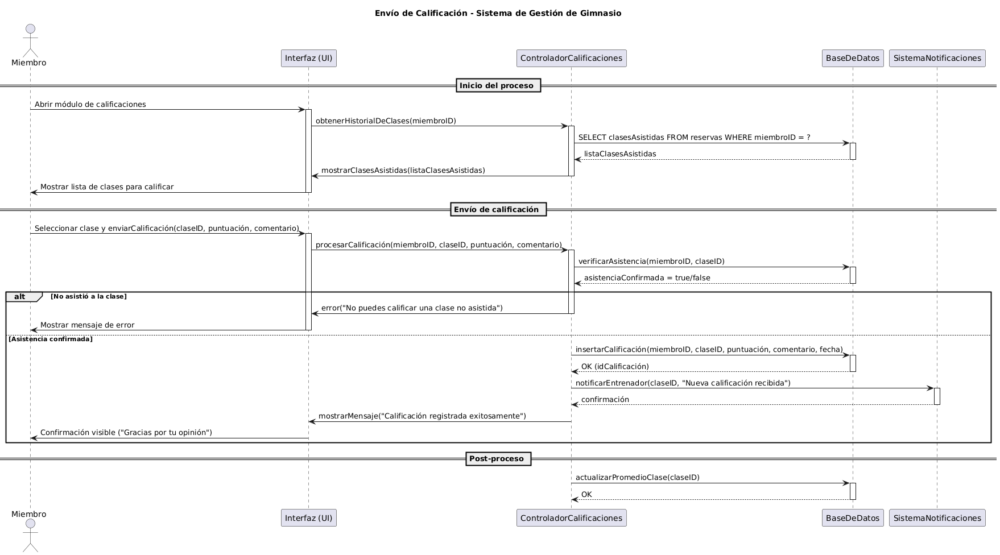 Envío de Calificación - Sistema de Gestión de Gimnasio
Miembro
Interfaz (UI)
ControladorCalificaciones
BaseDeDatos
SistemaNotificaciones
Inicio del proceso
Abrir módulo de calificaciones
obtenerHistorialDeClases(miembroID)
SELECT clasesAsistidas FROM reservas WHERE miembroID = ?
listaClasesAsistidas
mostrarClasesAsistidas(listaClasesAsistidas)
Mostrar lista de clases para calificar
Envío de calificación
Seleccionar clase y enviarCalificación(claseID, puntuación, comentario)
procesarCalificación(miembroID, claseID, puntuación, comentario)
verificarAsistencia(miembroID, claseID)
asistenciaConfirmada = true/false
alt
[No asistió a la clase]
error("No puedes calificar una clase no asistida")
Mostrar mensaje de error
[Asistencia confirmada]
insertarCalificación(miembroID, claseID, puntuación, comentario, fecha)
OK (idCalificación)
notificarEntrenador(claseID, "Nueva calificación recibida")
confirmación
mostrarMensaje("Calificación registrada exitosamente")
Confirmación visible ("Gracias por tu opinión")
Post-proceso
actualizarPromedioClase(claseID)
OK
Miembro
Interfaz (UI)
ControladorCalificaciones
BaseDeDatos
SistemaNotificaciones